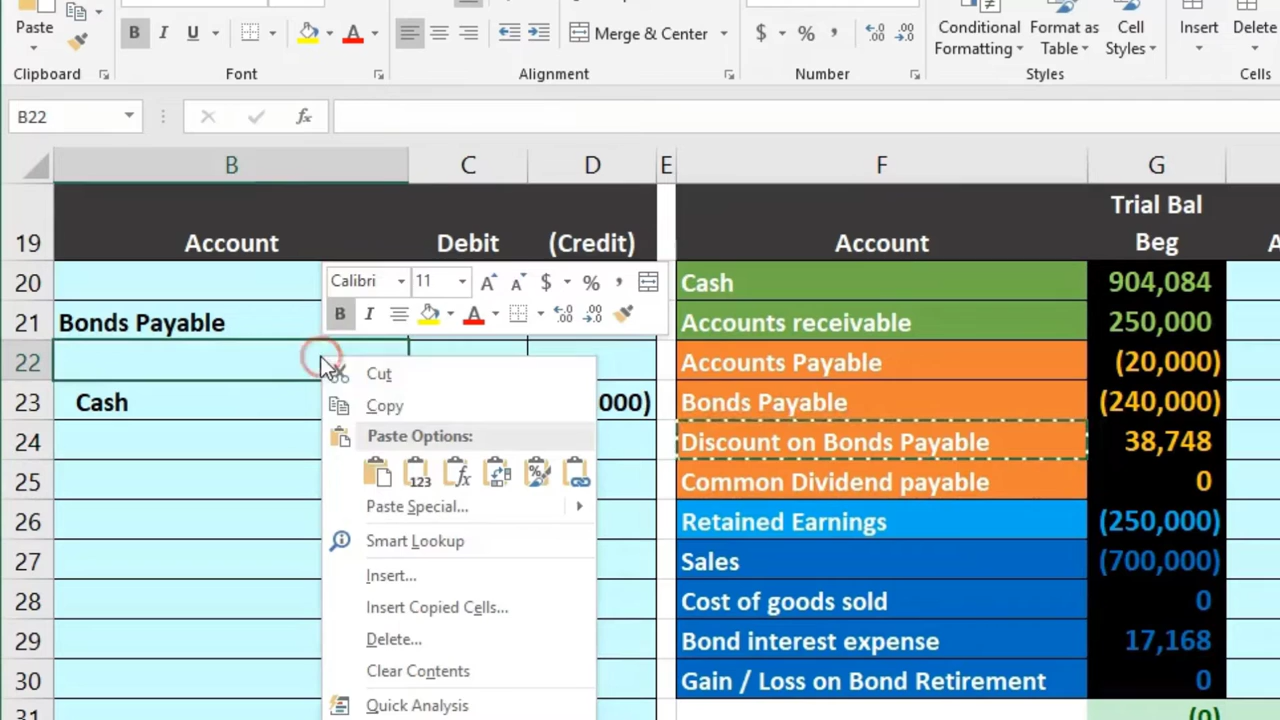 Paste
B I U A
Merge & Center
$ % ,
Conditional
Formatting
Format as
Table
Cell
Styles
Insert
Delete
Clipboard
Font
Alignment
Number
Styles
Cells
B22
fx
B C D E F G
19 Account Debit (Credit) Account Trial Bal
Beg
20 Cash 904,084
21 Bonds Payable Accounts receivable 250,000
22 Accounts Payable (20,000)
23 Cash 000) Bonds Payable (240,000)
24 Discount on Bonds Payable 38,748
25 Common Dividend payable 0
26 Retained Earnings (250,000)
27 Sales (700,000)
28 Cost of goods sold 0
29 Bond interest expense 17,168
30 Gain / Loss on Bond Retirement 0
31 (0)
Calibri 11 A A $ % ,
B I A
Cut
Copy
Paste Options:
123 fx %
Paste Special...
Smart Lookup
Insert...
Insert Copied Cells...
Delete...
Clear Contents
Quick Analysis